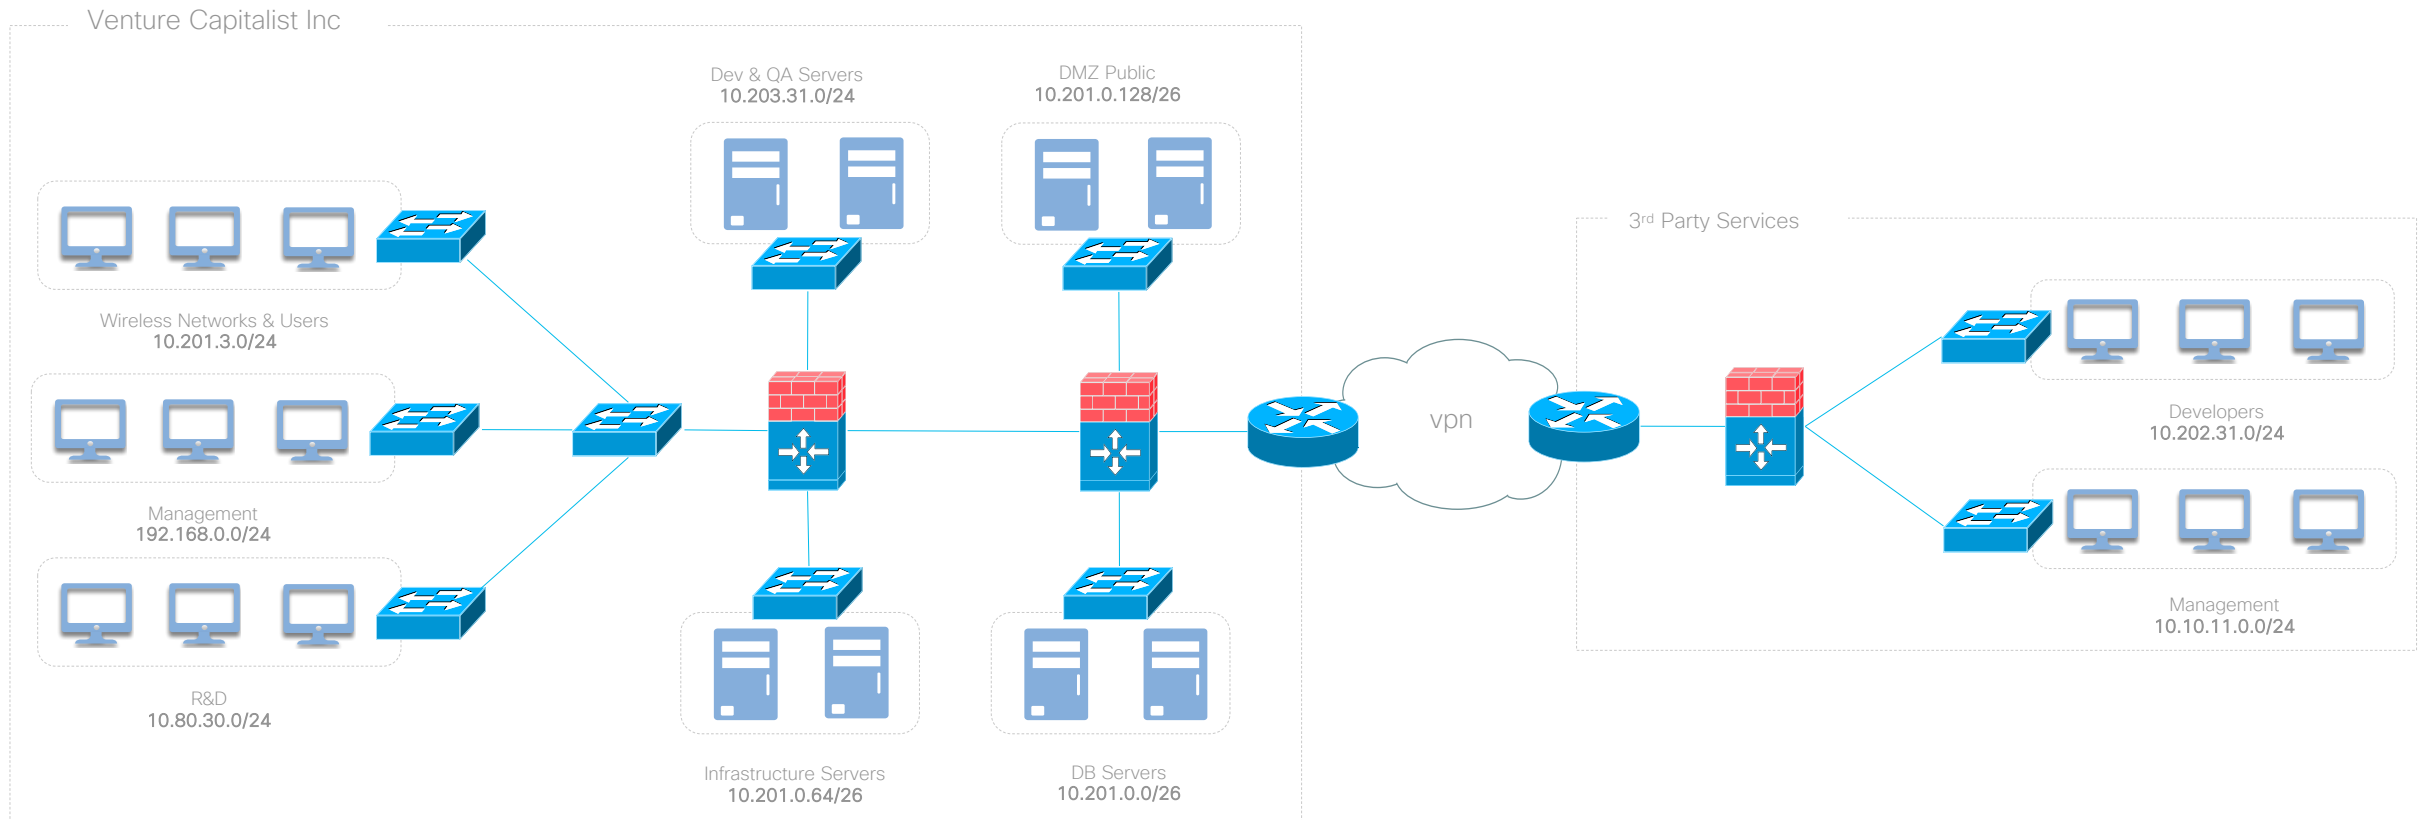 Venture Capitalist Inc
Dev & QA Servers
10.203.31.0/24
DMZ Public
10.201.0.128/26
Wireless Networks & Users
10.201.3.0/24
Management
192.168.0.0/24
R&D
10.80.30.0/24
Infrastructure Servers
10.201.0.64/26
DB Servers
10.201.0.0/26
vpn
3rd Party Services
Developers
10.202.31.0/24
Management
10.10.11.0.0/24